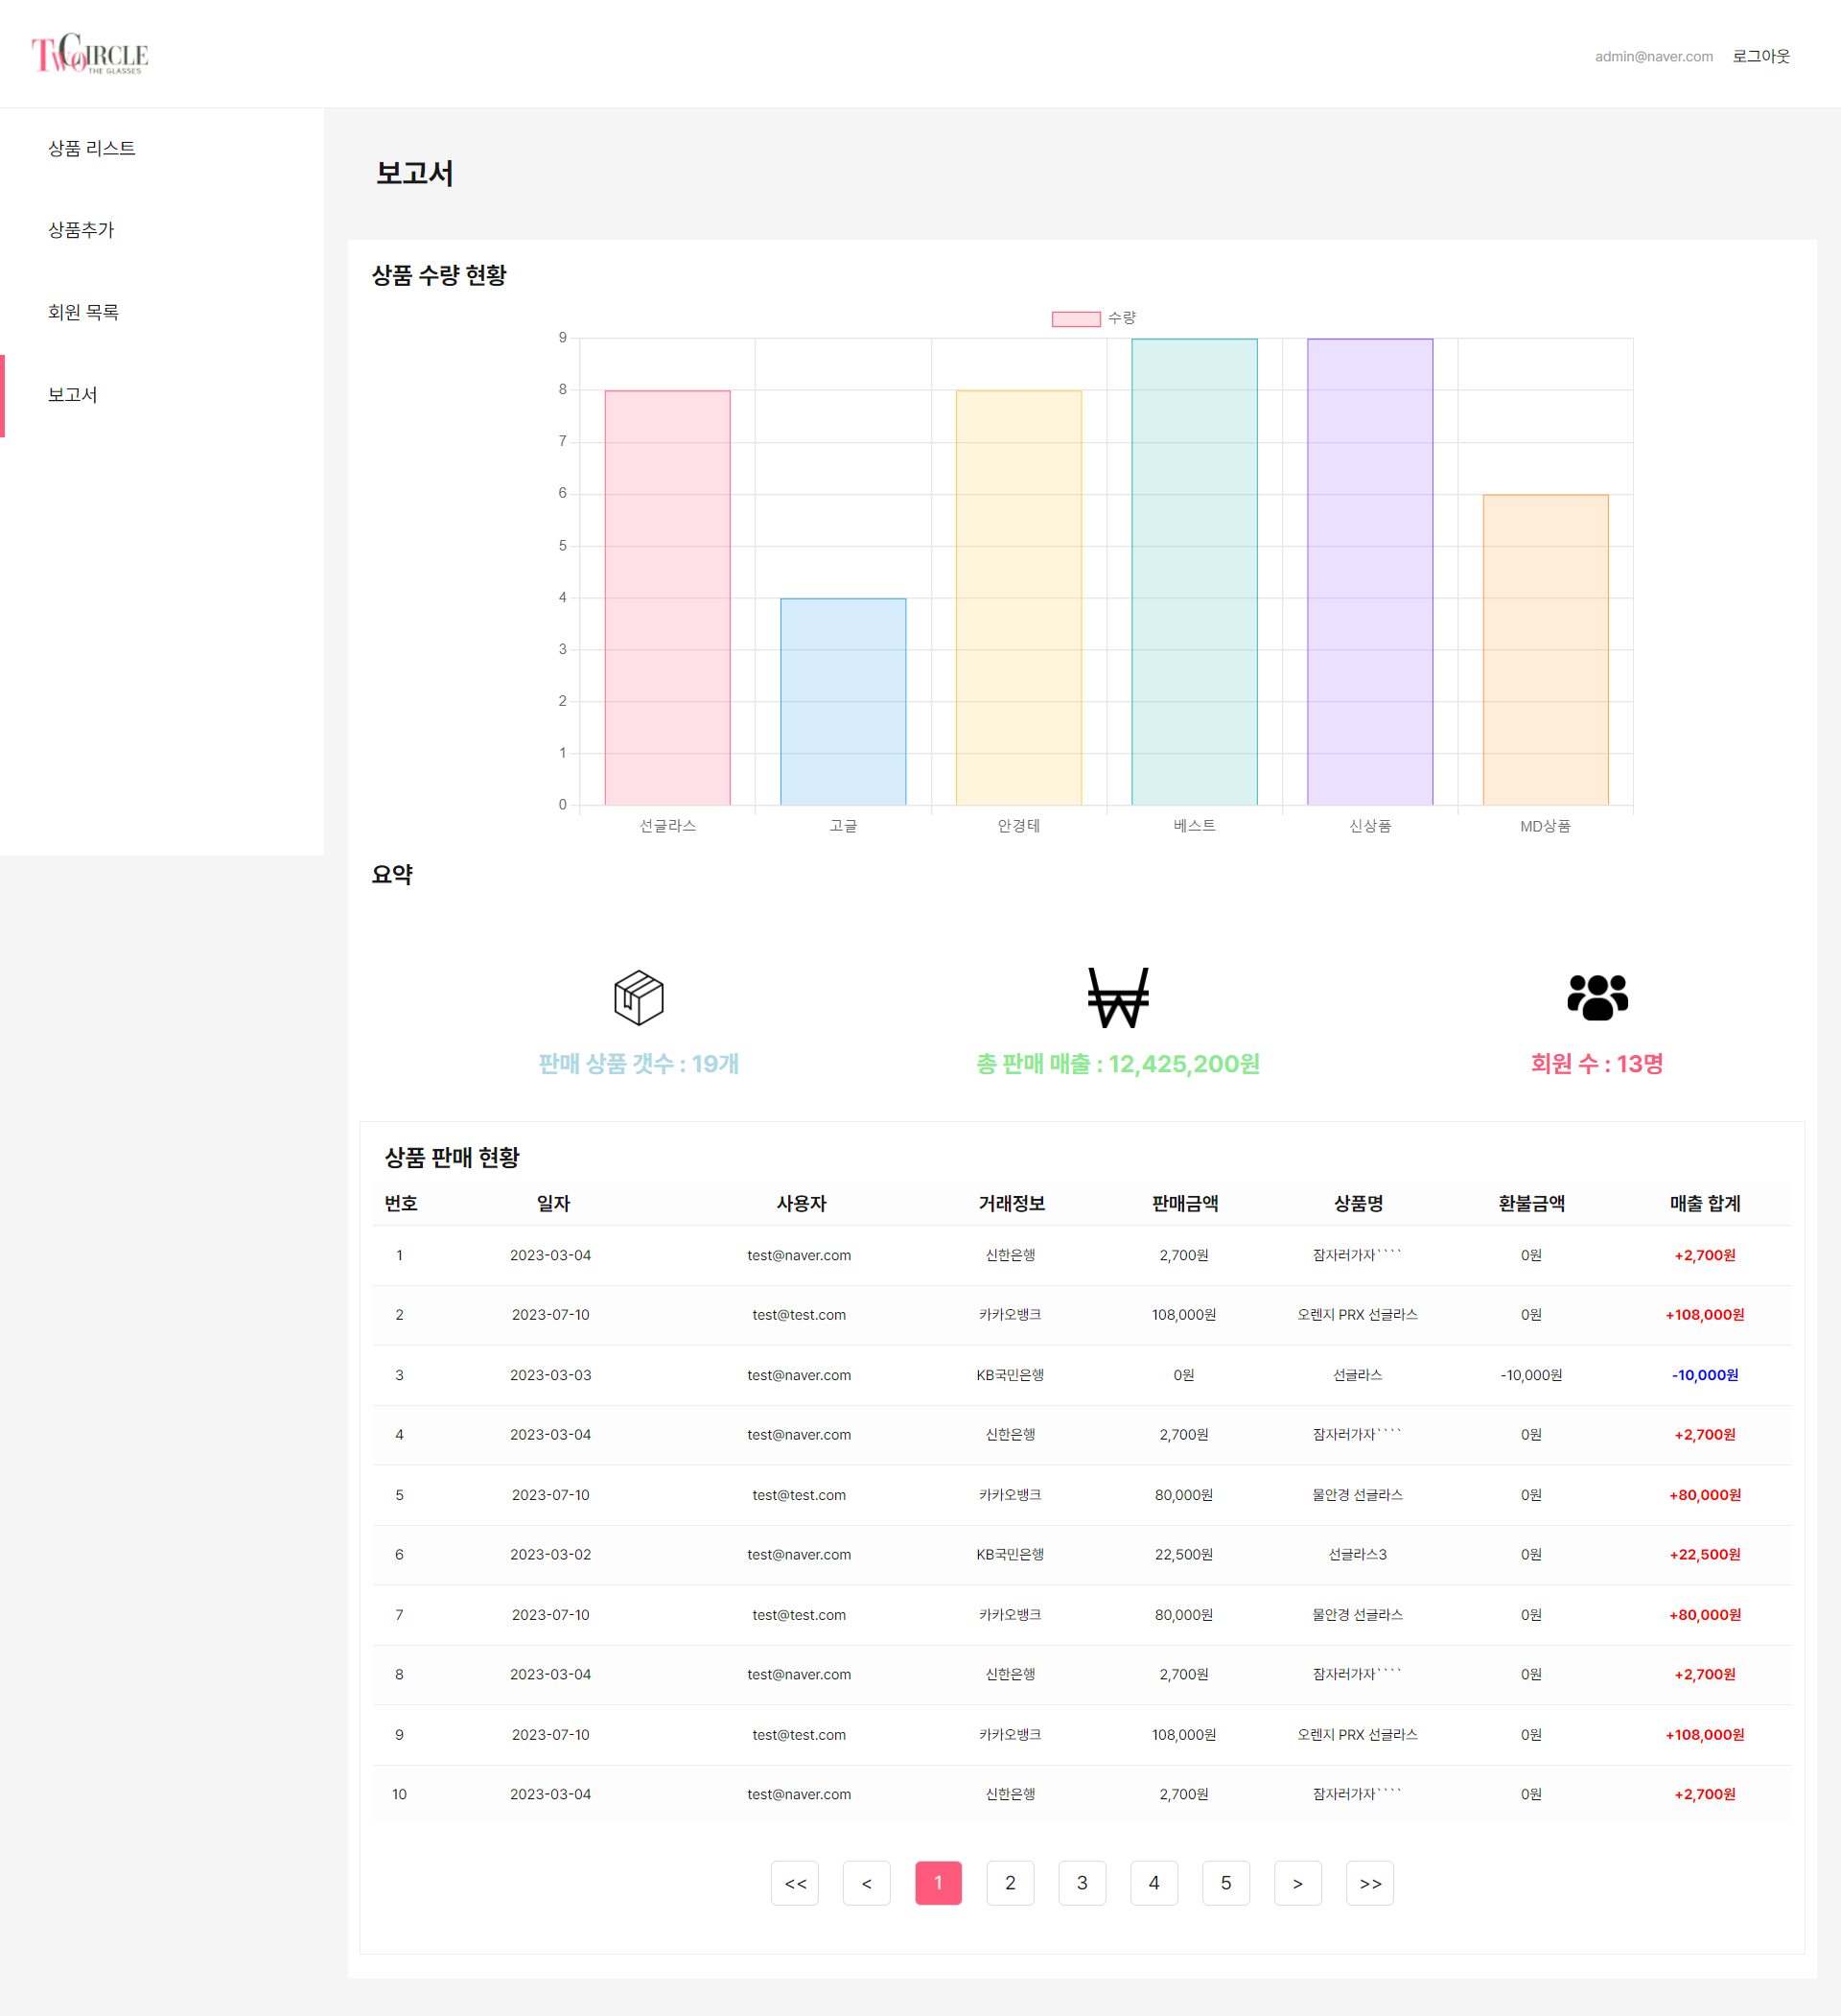 TWO CIRCLE
THE GLASSES
admin@naver.com 로그아웃
상품 리스트
상품추가
회원 목록
보고서
보고서
상품 수량 현황
수량
9
8
7
6
5
4
3
2
1
0
선글라스 고글 안경테 베스트 신상품 MD상품
요약
판매 상품 갯수 : 19개 총 판매 매출 : 12,425,200원 회원 수 : 13명
상품 판매 현황
번호 일자 사용자 거래정보 판매금액 상품명 환불금액 매출 합계
1 2023-03-04 test@naver.com 신한은행 2,700원 잠자러가자```` 0원 +2,700원
2 2023-07-10 test@test.com 카카오뱅크 108,000원 오렌지 PRX 선글라스 0원 +108,000원
3 2023-03-03 test@naver.com KB국민은행 0원 선글라스 -10,000원 -10,000원
4 2023-03-04 test@naver.com 신한은행 2,700원 잠자러가자```` 0원 +2,700원
5 2023-07-10 test@test.com 카카오뱅크 80,000원 물안경 선글라스 0원 +80,000원
6 2023-03-02 test@naver.com KB국민은행 22,500원 선글라스3 0원 +22,500원
7 2023-07-10 test@test.com 카카오뱅크 80,000원 물안경 선글라스 0원 +80,000원
8 2023-03-04 test@naver.com 신한은행 2,700원 잠자러가자```` 0원 +2,700원
9 2023-07-10 test@test.com 카카오뱅크 108,000원 오렌지 PRX 선글라스 0원 +108,000원
10 2023-03-04 test@naver.com 신한은행 2,700원 잠자러가자```` 0원 +2,700원
<< < 1 2 3 4 5 > >>